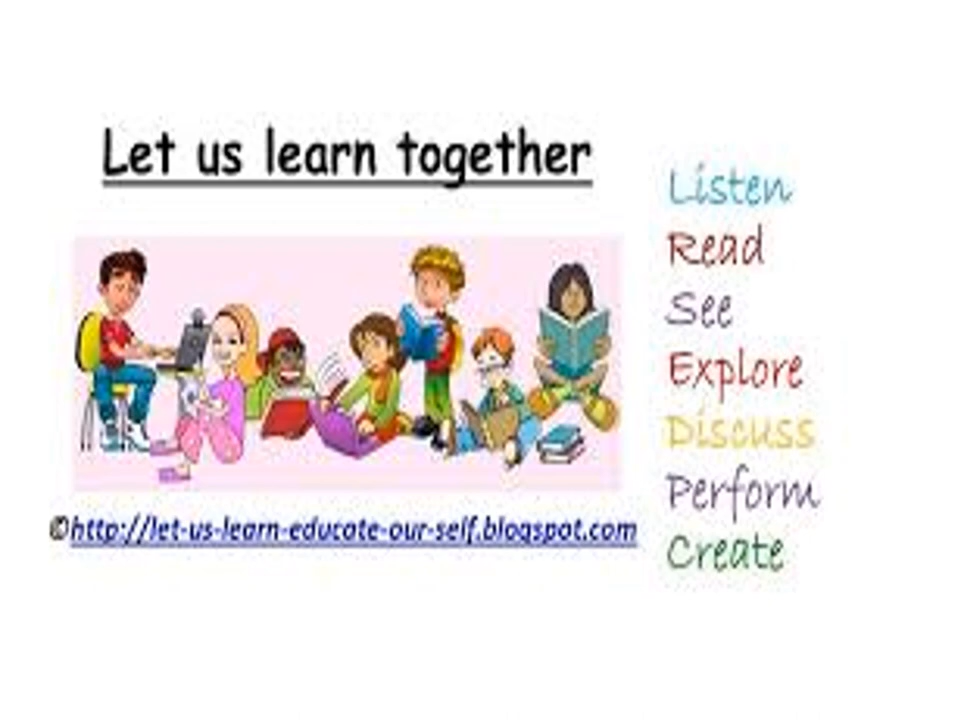 Let us learn together
©http://let-us-learn-educate-our-self.blogspot.com
Listen
Read
See
Explore
Discuss
Perform
Create